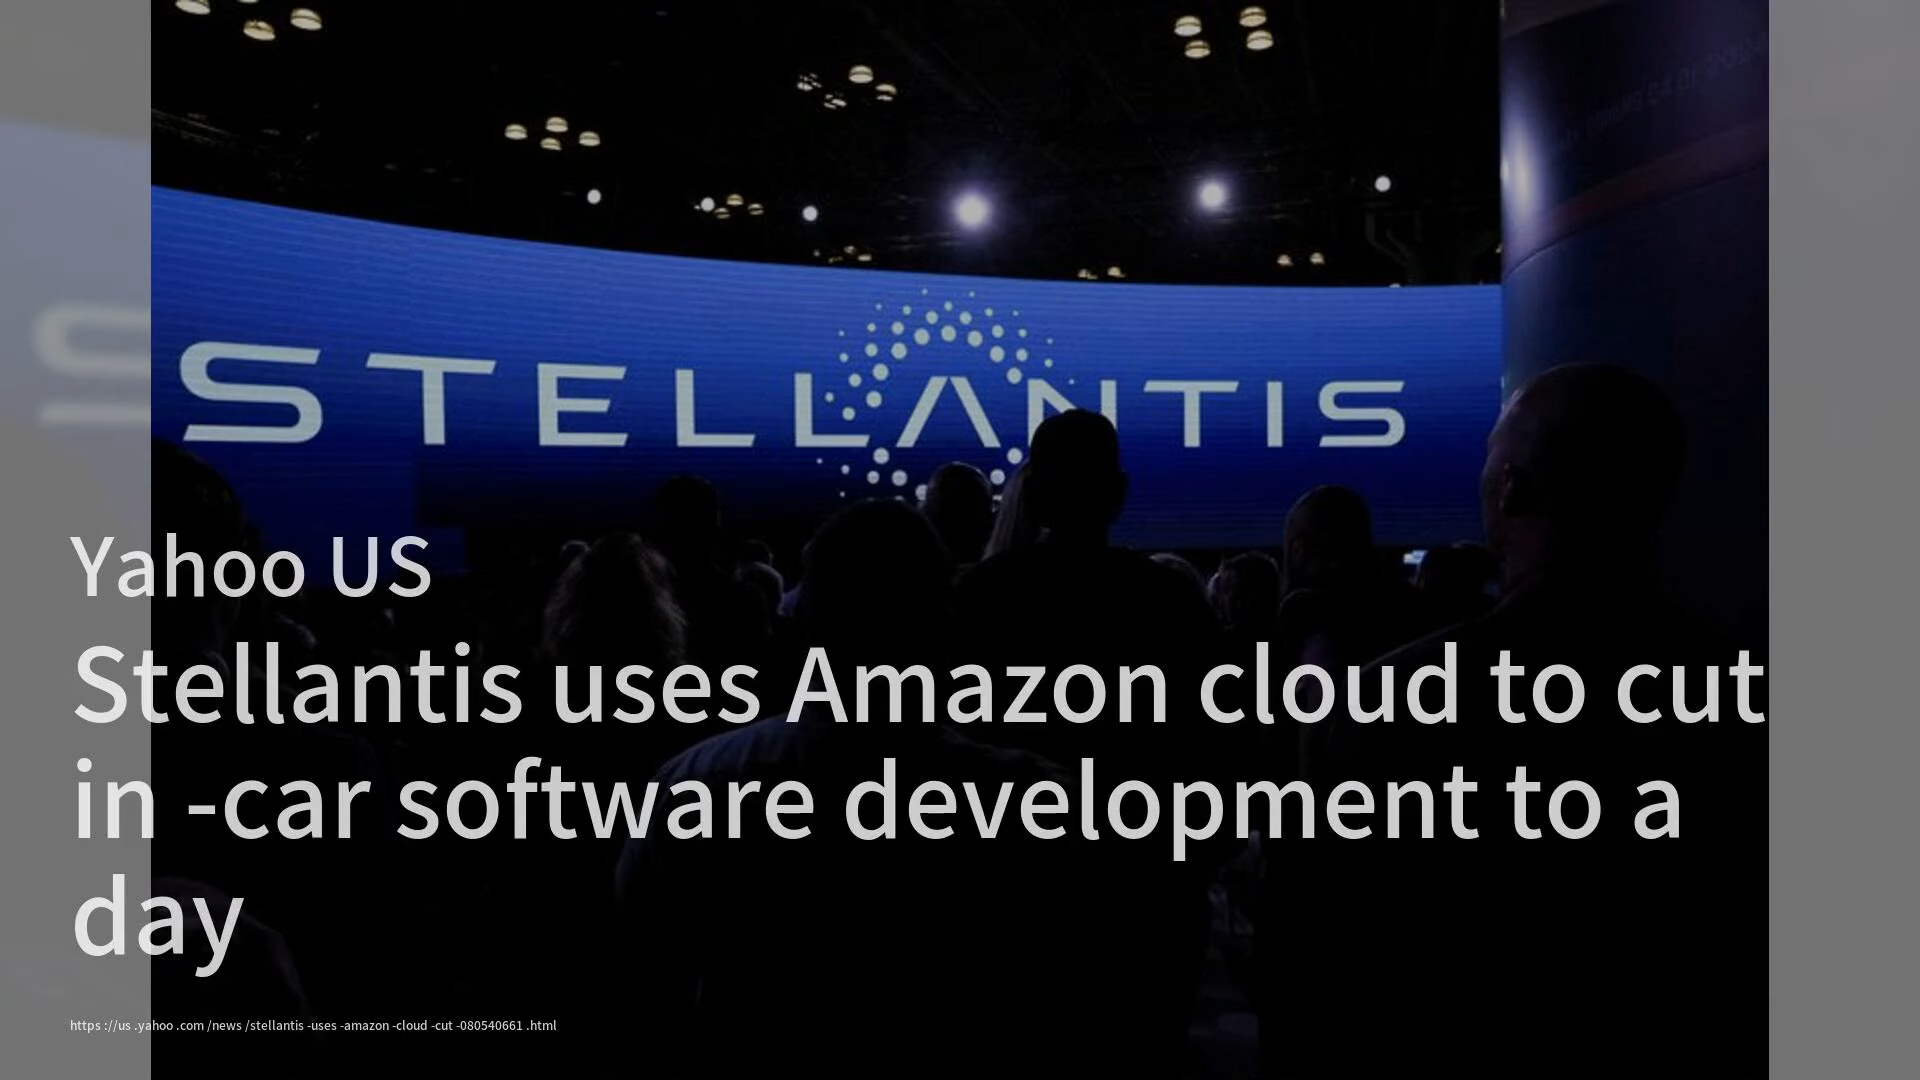 STELLANTIS
Yahoo US
Stellantis uses Amazon cloud to cut
in -car software development to a
day
https ://us .yahoo .com /news /stellantis -uses -amazon -cloud -cut -080540661 .html